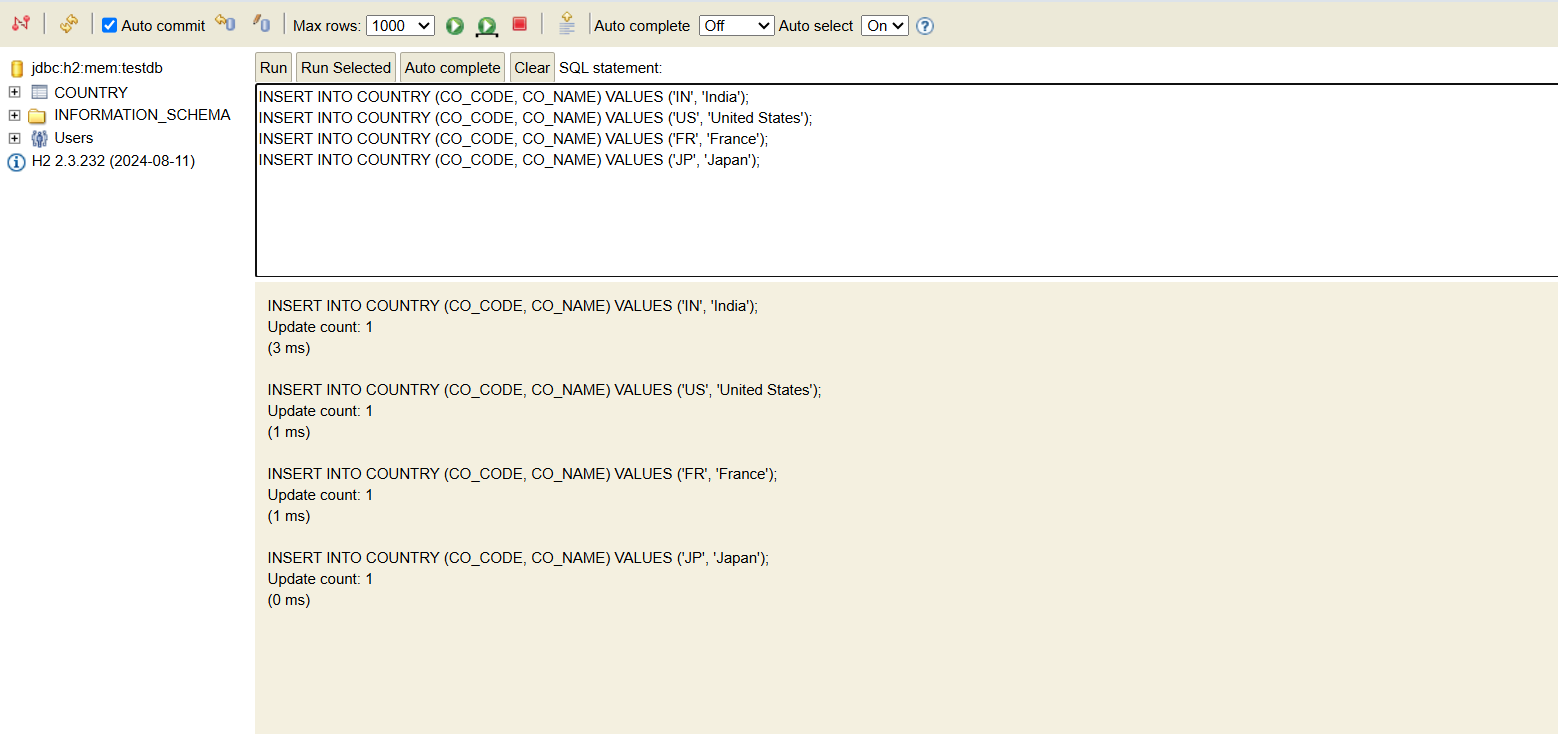 Auto commit Max rows: 1000 Auto complete Off Auto select On ?
jdbc:h2:mem:testdb
COUNTRY
INFORMATION_SCHEMA
Users
H2 2.3.232 (2024-08-11)
Run Run Selected Auto complete Clear SQL statement:
INSERT INTO COUNTRY (CO_CODE, CO_NAME) VALUES ('IN', 'India');
INSERT INTO COUNTRY (CO_CODE, CO_NAME) VALUES ('US', 'United States');
INSERT INTO COUNTRY (CO_CODE, CO_NAME) VALUES ('FR', 'France');
INSERT INTO COUNTRY (CO_CODE, CO_NAME) VALUES ('JP', 'Japan');
INSERT INTO COUNTRY (CO_CODE, CO_NAME) VALUES ('IN', 'India');
Update count: 1
(3 ms)
INSERT INTO COUNTRY (CO_CODE, CO_NAME) VALUES ('US', 'United States');
Update count: 1
(1 ms)
INSERT INTO COUNTRY (CO_CODE, CO_NAME) VALUES ('FR', 'France');
Update count: 1
(1 ms)
INSERT INTO COUNTRY (CO_CODE, CO_NAME) VALUES ('JP', 'Japan');
Update count: 1
(0 ms)